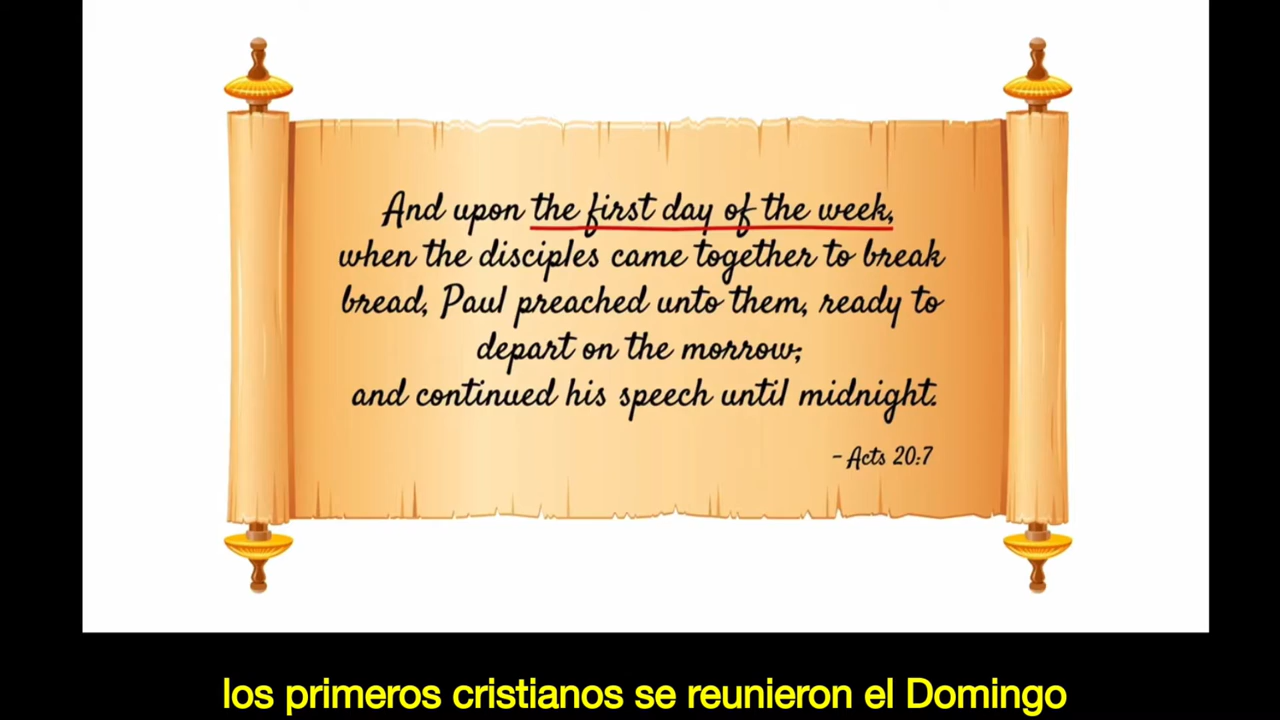 And upon the first day of the week,
when the disciples came together to break
bread, Paul preached unto them, ready to
depart on the morrow;
and continued his speech until midnight.
- Acts 20:7
los primeros cristianos se reunieron el Domingo